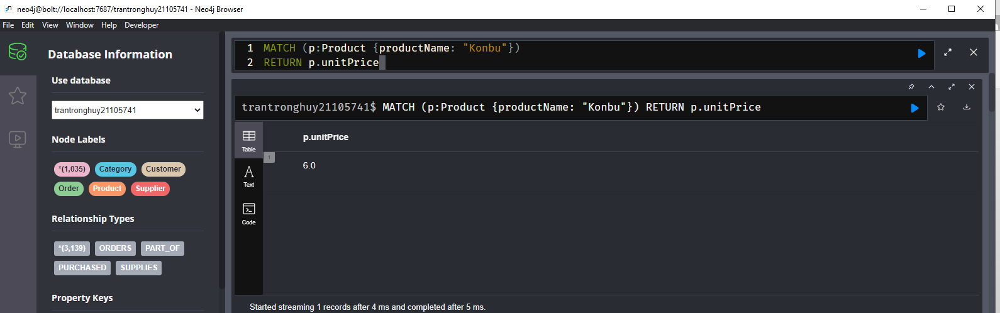 neo4j@bolt://localhost:7687/trantronghuy21105741 - Neo4j Browser
File Edit View Window Help Developer
Database Information
Use database
trantronghuy21105741
Node Labels
*(1,035) Category Customer
Order Product Supplier
Relationship Types
*(3,139) ORDERS PART_OF
PURCHASED SUPPLIES
Property Keys
1 MATCH (p:Product {productName: "Konbu"})
2 RETURN p.unitPrice
trantronghuy21105741$ MATCH (p:Product {productName: "Konbu"}) RETURN p.unitPrice
Table
Text
Code
p.unitPrice
1
6.0
Started streaming 1 records after 4 ms and completed after 5 ms.